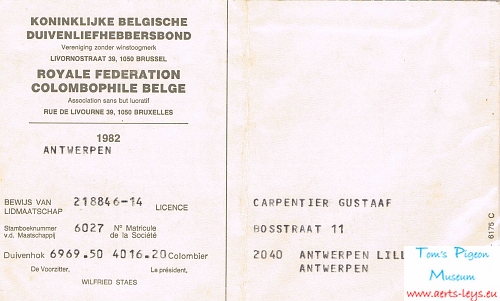 KONINKLIJKE BELGISCHE
DUIVENLIEFHEBBERSBOND
Vereniging zonder winstoogmerk
LIVORNOSTRAAT 39, 1050 BRUSSEL
ROYALE FEDERATION
COLOMBOPHILE BELGE
Association sans but lucratif
RUE DE LIVOURNE 39, 1050 BRUXELLES
1982
ANTWERPEN
BEWIJS VAN
LIDMAATSCHAP 218846-14 LICENCE
Stamboeknummer
v.d. Maatschappij 6027 N° Matricule
de la Société
Duivenhok 6969.50 4016.20 Colombier
De Voorzitter. Le président,
WILFRIED STAES
CARPENTIER GUSTAAF
BOSSTRAAT 11
2040 ANTWERPEN LILL
ANTWERPEN
6175 C
Tom's Pigeon
Museum
www.aerts-leys.eu